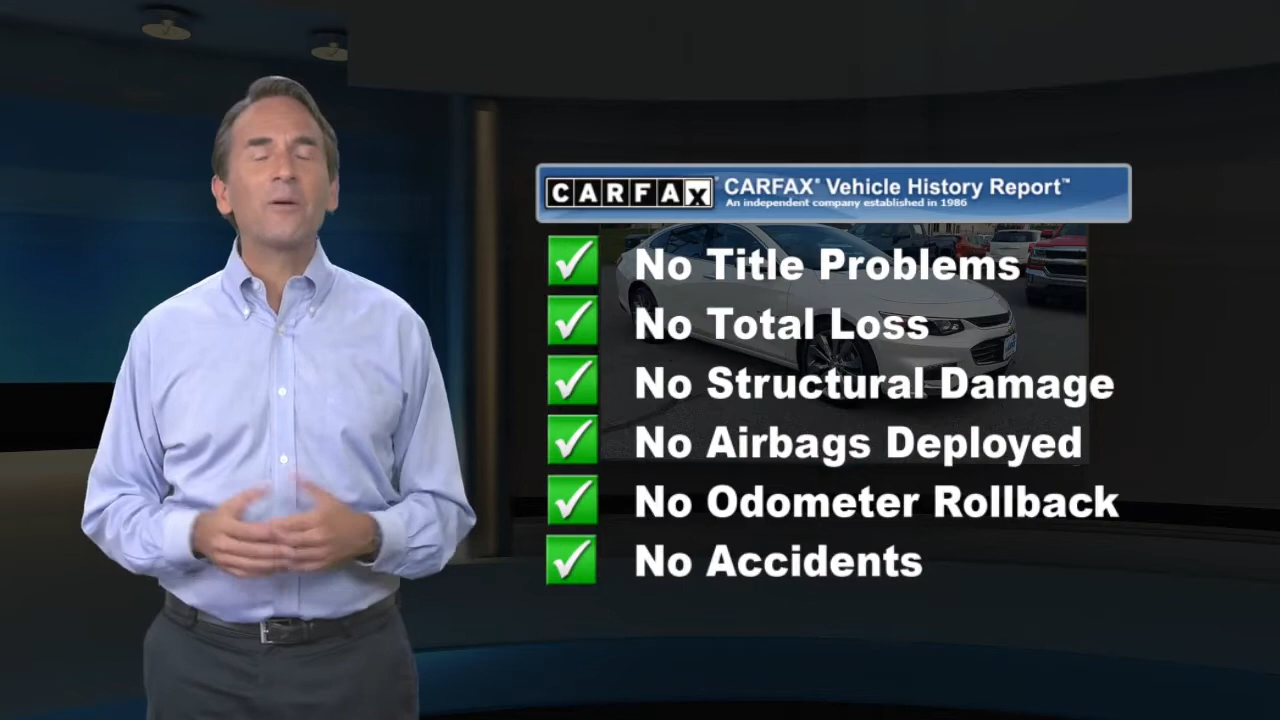 CARFAX® CARFAX® Vehicle History Report™
An independent company established in 1986
No Title Problems
No Total Loss
No Structural Damage
No Airbags Deployed
No Odometer Rollback
No Accidents